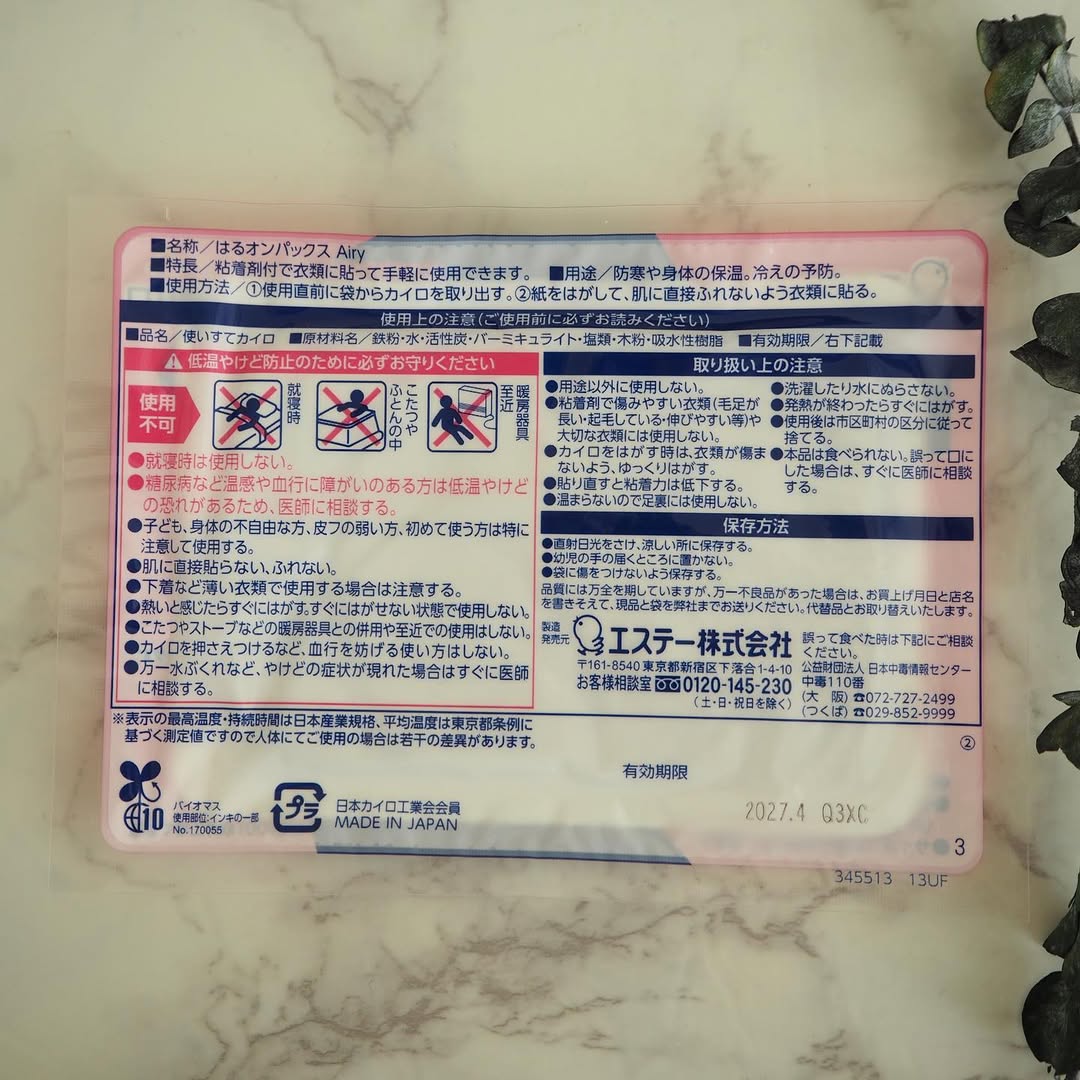 ■名称／はるオンパックス Airy
■特長／粘着剤付で衣類に貼って手軽に使用できます。 ■用途／防寒や身体の保温。冷えの予防。
■使用方法／①使用直前に袋からカイロを取り出す。②紙をはがして、肌に直接ふれないよう衣類に貼る。
使用上の注意(ご使用前に必ずお読みください)
■品名／使いすてカイロ ■原材料名／鉄粉・水・活性炭・バーミキュライト・塩類・木粉・吸水性樹脂 ■有効期限／右下記載
低温やけど防止のために必ずお守りください
使用
不可
就寝時
こたつや
ふとんの中
暖房器具
至近
●就寝時は使用しない。
●糖尿病など温感や血行に障がいのある方は低温やけど
の恐れがあるため、医師に相談する。
●子ども、身体の不自由な方、皮フの弱い方、初めて使う方は特に
注意して使用する。
●肌に直接貼らない、ふれない。
●下着など薄い衣類で使用する場合は注意する。
●熱いと感じたらすぐにはがす。すぐにはがせない状態で使用しない。
●こたつやストーブなどの暖房器具との併用や至近での使用はしない。
●カイロを押さえつけるなど、血行を妨げる使い方はしない。
●万一水ぶくれなど、やけどの症状が現れた場合はすぐに医師
に相談する。
取り扱い上の注意
●用途以外に使用しない。
●粘着剤で傷みやすい衣類(毛足が
長い・起毛している・伸びやすい等)や
大切な衣類には使用しない。
●カイロをはがす時は、衣類が傷ま
ないよう、ゆっくりはがす。
●貼り直すと粘着力は低下する。
●温まらないので足裏には使用しない。
●洗濯したり水にぬらさない。
●発熱が終わったらすぐにはがす。
●使用後は市区町村の区分に従って
捨てる。
●本品は食べられない。誤って口に
した場合は、すぐに医師に相談
する。
保存方法
●直射日光をさけ、涼しい所に保存する。
●幼児の手の届くところに置かない。
●袋に傷をつけないよう保存する。
品質には万全を期していますが、万一不良品があった場合は、お買上げ月日と店名
を書きそえて、現品と袋を弊社までお送りください。代替品とお取り替えいたします。
製造
発売元
エステー株式会社
〒161-8540 東京都新宿区下落合1-4-10
お客様相談室 0120-145-230
(土・日・祝日を除く)
誤って食べた時は下記にご相談
ください。
公益財団法人 日本中毒情報センター
中毒110番
(大 阪) ☎072-727-2499
(つくば) ☎029-852-9999
※表示の最高温度・持続時間は日本産業規格、平均温度は東京都条例に
基づく測定値ですので人体にてご使用の場合は若干の差異があります。
②
有効期限
2027.4 Q3XC
10
バイオマス
使用部位:インキの一部
No.170055
プラ
日本カイロ工業会会員
MADE IN JAPAN
3
345513 13UF